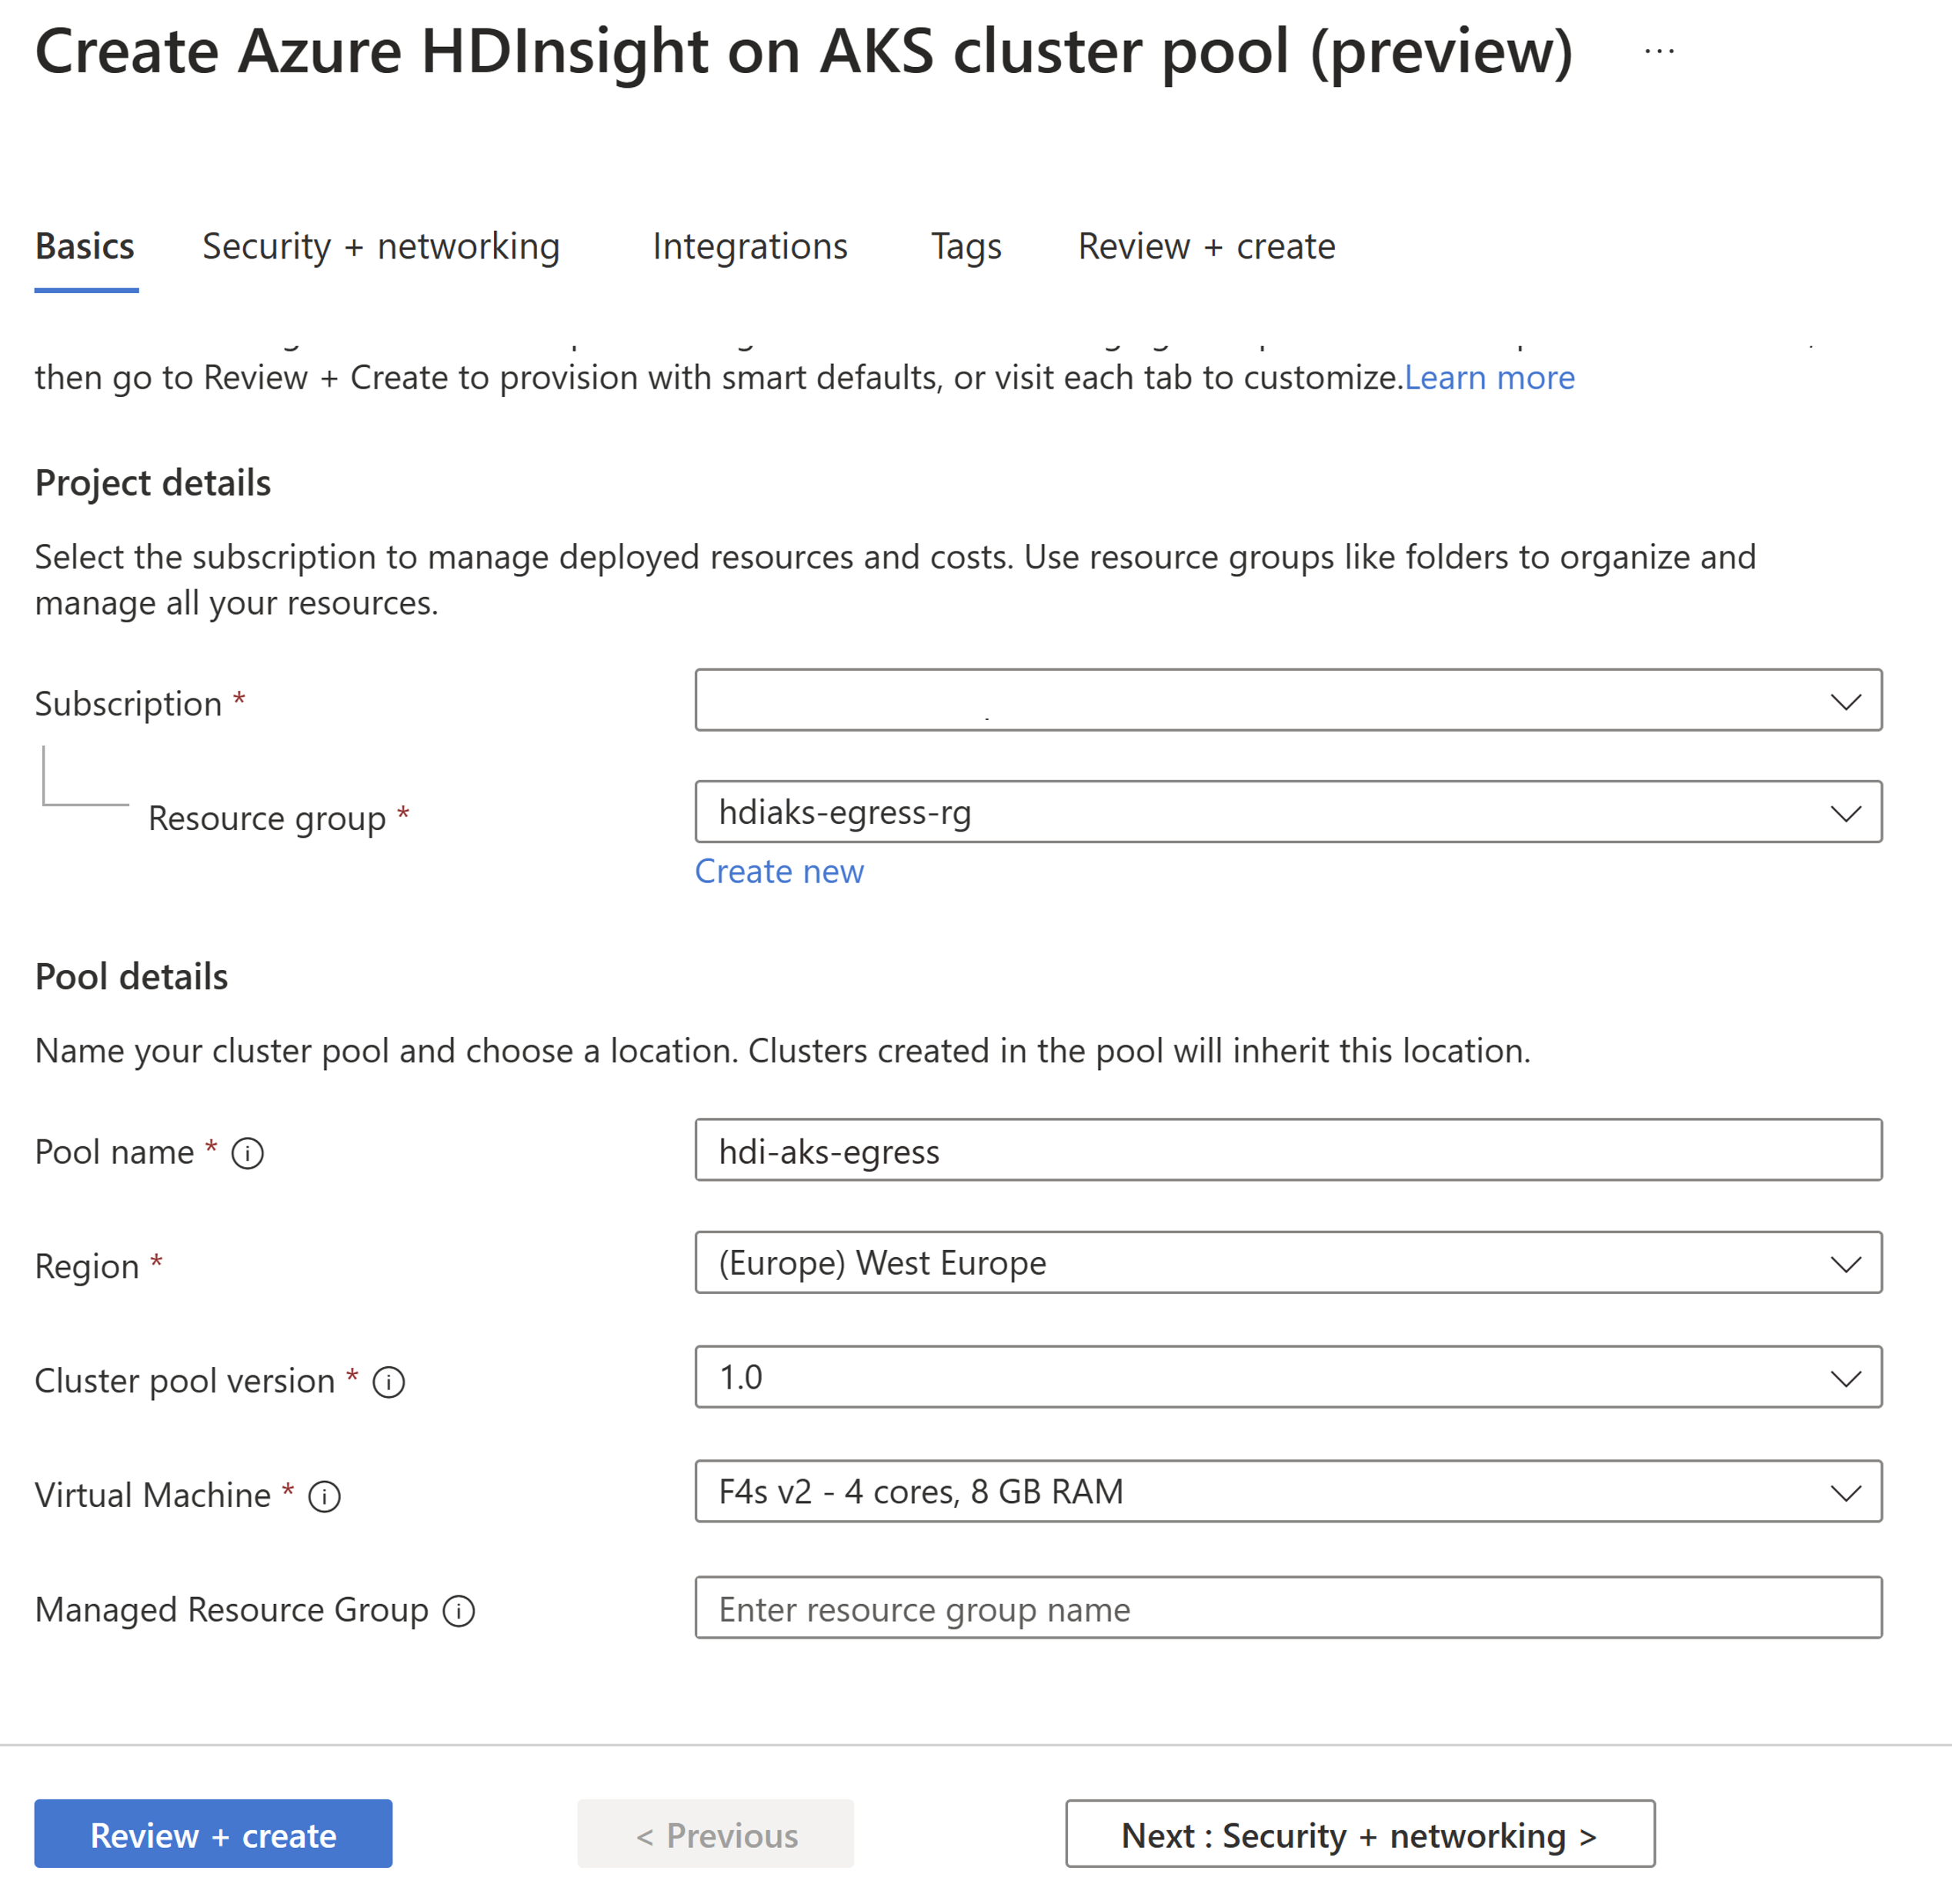 Create Azure HDInsight on AKS cluster pool (preview) ...
Basics Security + networking Integrations Tags Review + create
then go to Review + Create to provision with smart defaults, or visit each tab to customize.Learn more
Project details
Select the subscription to manage deployed resources and costs. Use resource groups like folders to organize and
manage all your resources.
Subscription *
Resource group * hdiaks-egress-rg
Create new
Pool details
Name your cluster pool and choose a location. Clusters created in the pool will inherit this location.
Pool name * hdi-aks-egress
Region * (Europe) West Europe
Cluster pool version * 1.0
Virtual Machine * F4s v2 - 4 cores, 8 GB RAM
Managed Resource Group Enter resource group name
Review + create < Previous Next : Security + networking >